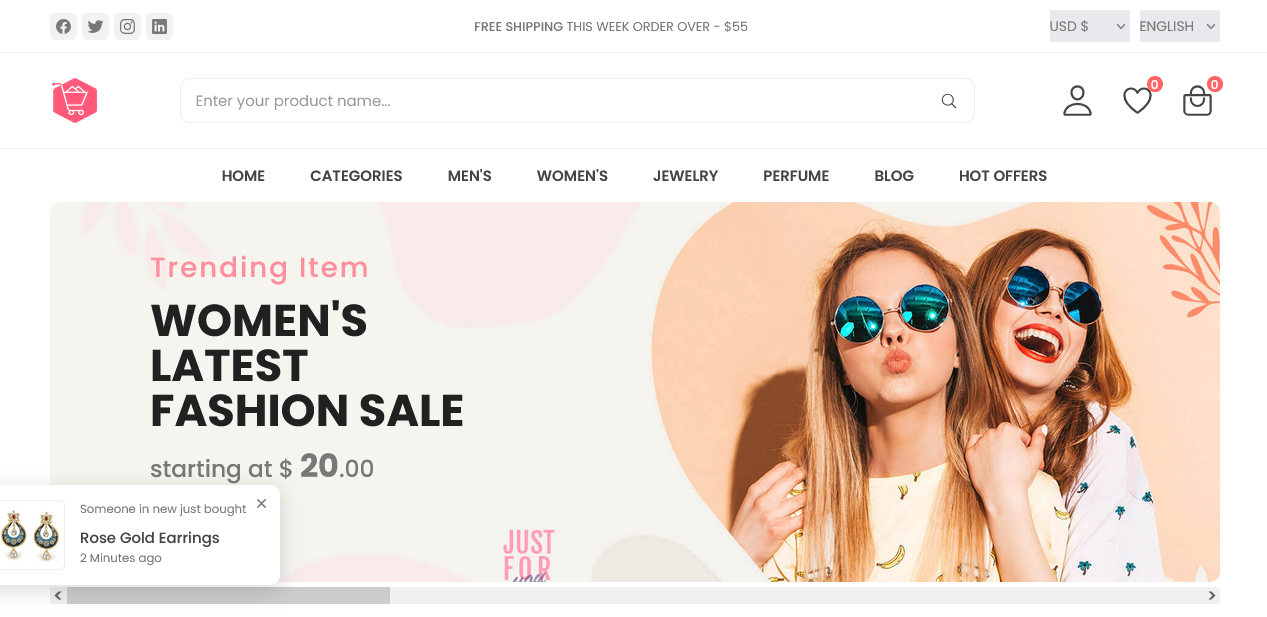 FREE SHIPPING THIS WEEK ORDER OVER - $55
USD $
ENGLISH
Enter your product name...
0
0
HOME
CATEGORIES
MEN'S
WOMEN'S
JEWELRY
PERFUME
BLOG
HOT OFFERS
Trending Item
WOMEN'S
LATEST
FASHION SALE
starting at $ 20.00
Someone in new just bought
Rose Gold Earrings
2 Minutes ago
JUST
FOR
you